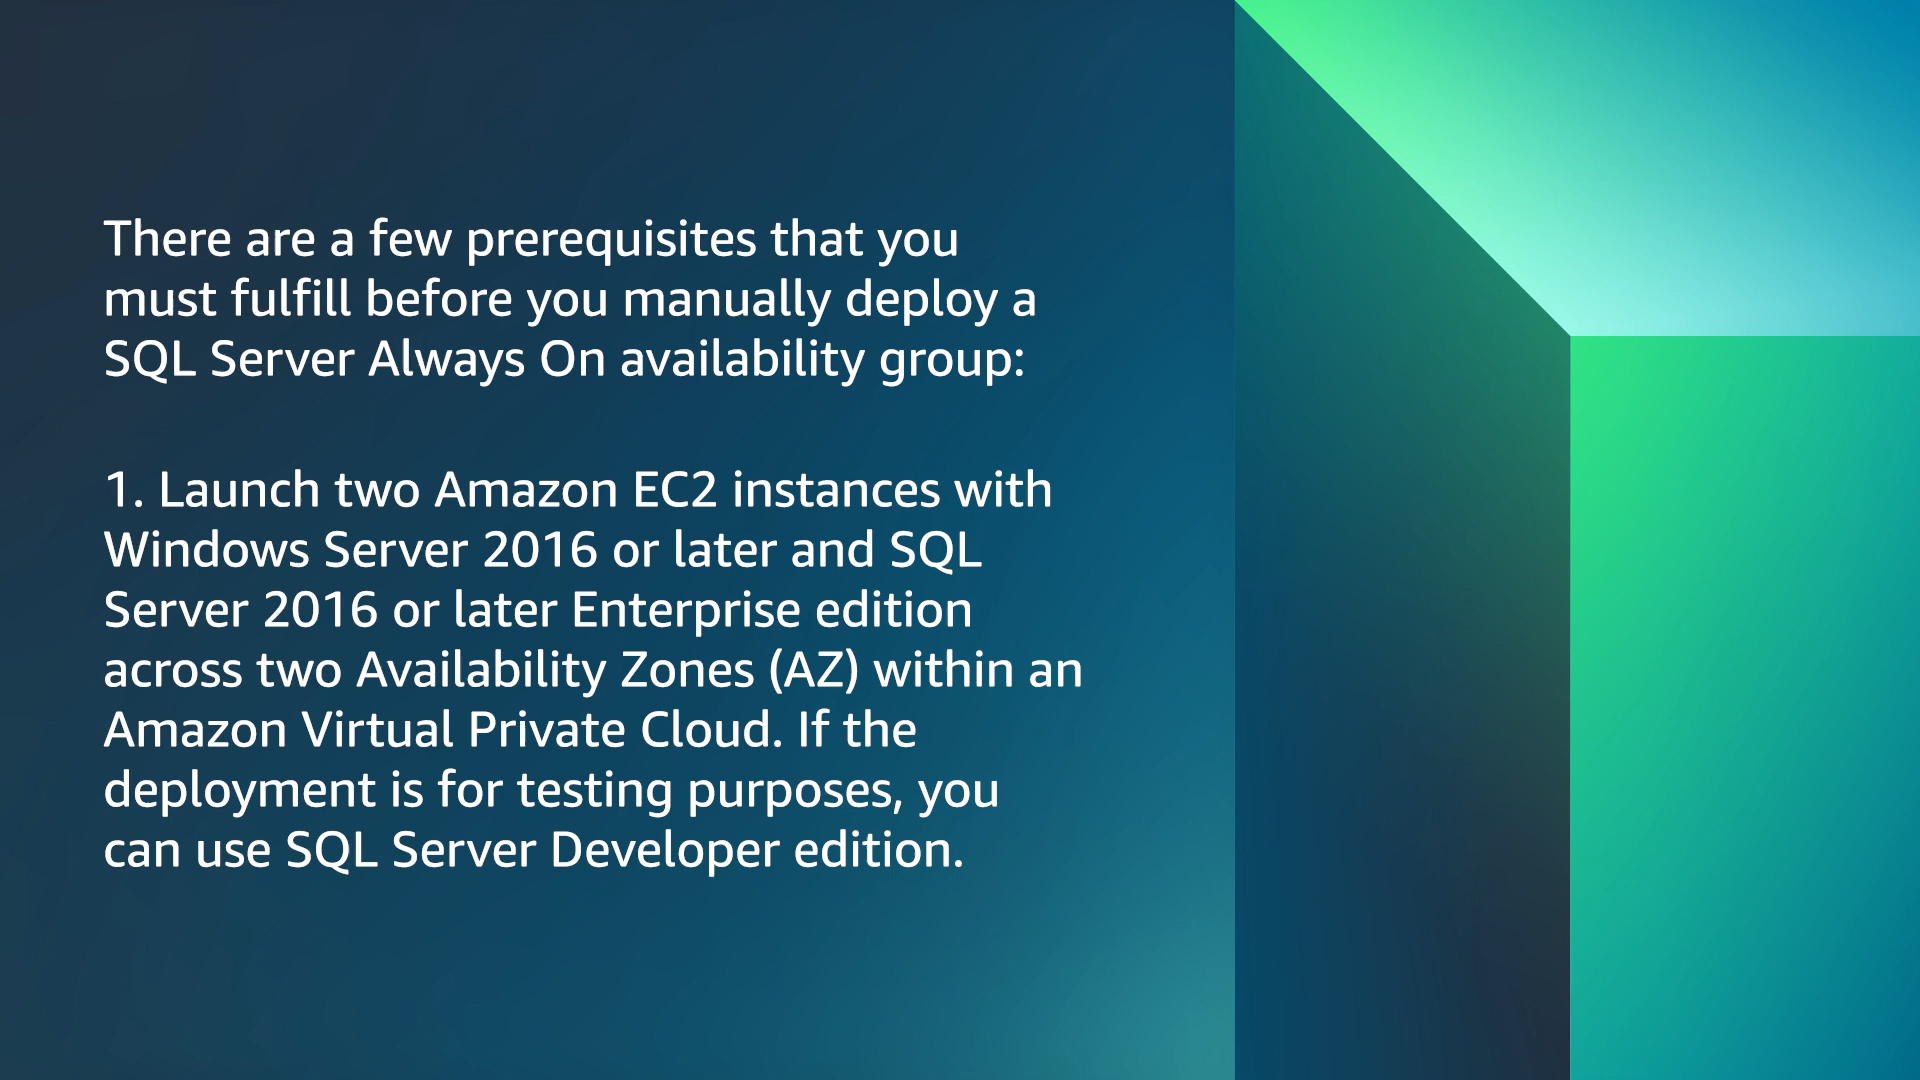 There are a few prerequisites that you
must fulfill before you manually deploy a
SQL Server Always On availability group:
1. Launch two Amazon EC2 instances with
Windows Server 2016 or later and SQL
Server 2016 or later Enterprise edition
across two Availability Zones (AZ) within an
Amazon Virtual Private Cloud. If the
deployment is for testing purposes, you
can use SQL Server Developer edition.